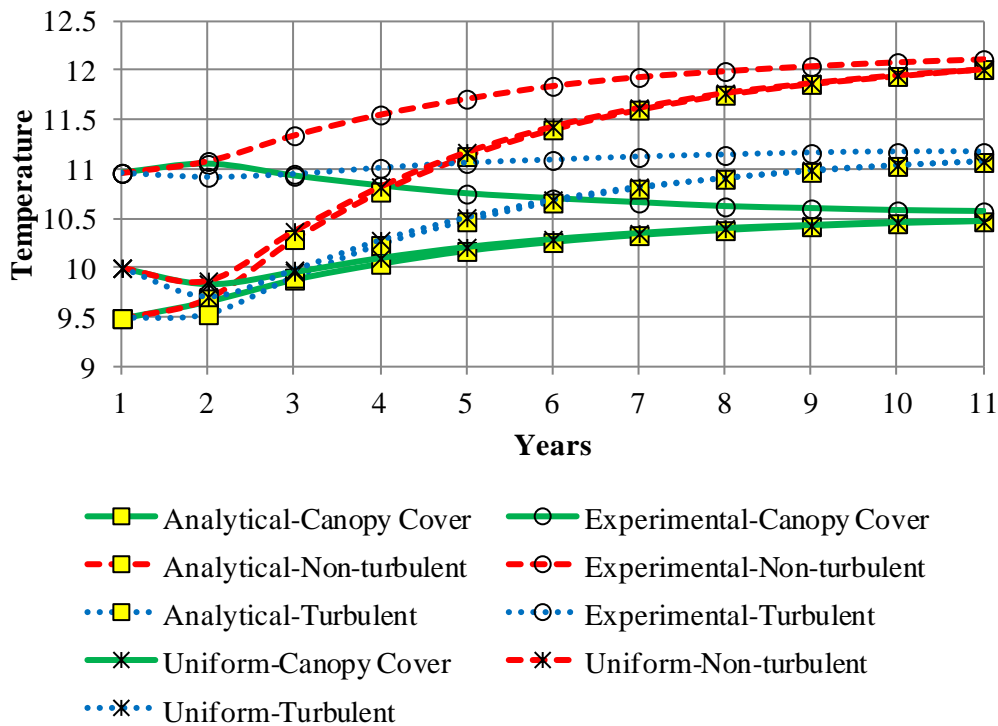 12.5
12
11.5
11
10.5
10
9.5
9
Temperature
1 2 3 4 5 6 7 8 9 10 11
Years
Analytical-Canopy Cover
Experimental-Canopy Cover
Analytical-Non-turbulent
Experimental-Non-turbulent
Analytical-Turbulent
Experimental-Turbulent
Uniform-Canopy Cover
Uniform-Non-turbulent
Uniform-Turbulent